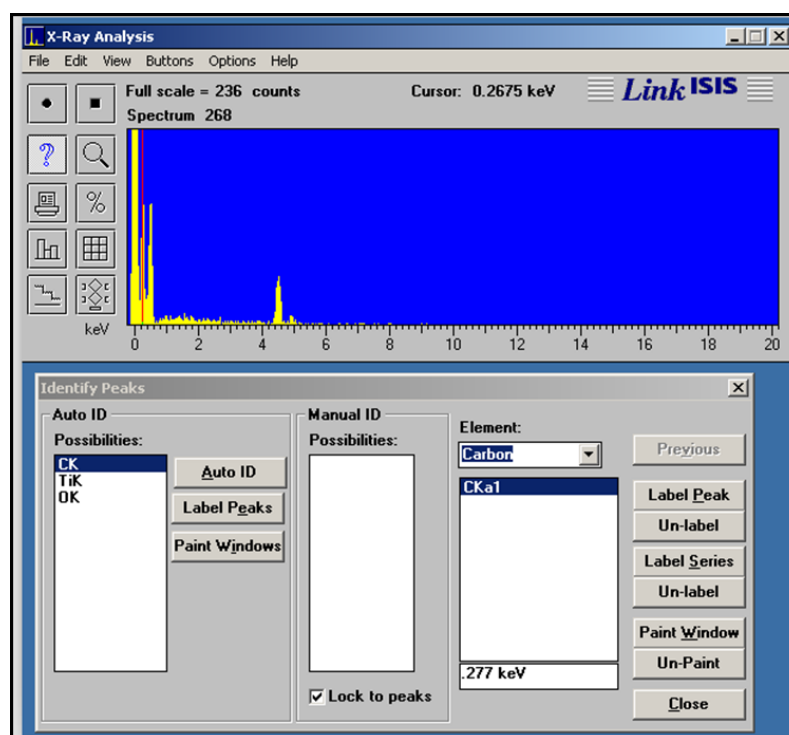 X-Ray Analysis
File Edit View Buttons Options Help
Full scale = 236 counts Cursor: 0.2675 keV Link ISIS
Spectrum 268
?
%
keV
0 2 4 6 8 10 12 14 16 18 20
Identify Peaks
Auto ID
Possibilities:
CK
TiK
OK
Auto ID
Label Peaks
Paint Windows
Manual ID
Possibilities:
Lock to peaks
Element:
Carbon
CKa1
.277 keV
Previous
Label Peak
Un-label
Label Series
Un-label
Paint Window
Un-Paint
Close